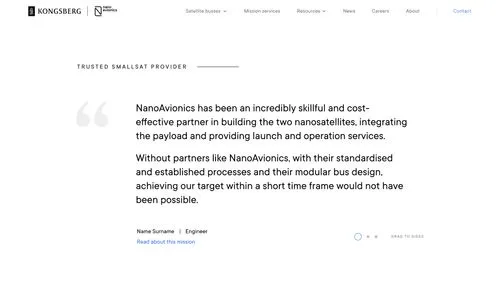 KONGSBERG
NANO AVIONICS
Satellite buses Mission services Resources News Careers About Contact
TRUSTED SMALLSAT PROVIDER
NanoAvionics has been an incredibly skillful and cost-
effective partner in building the two nanosatellites, integrating
the payload and providing launch and operation services.
Without partners like NanoAvionics, with their standardised
and established processes and their modular bus design,
achieving our target within a short time frame would not have
been possible.
Name Surname | Engineer
DRAG TO SIDES
Read about this mission